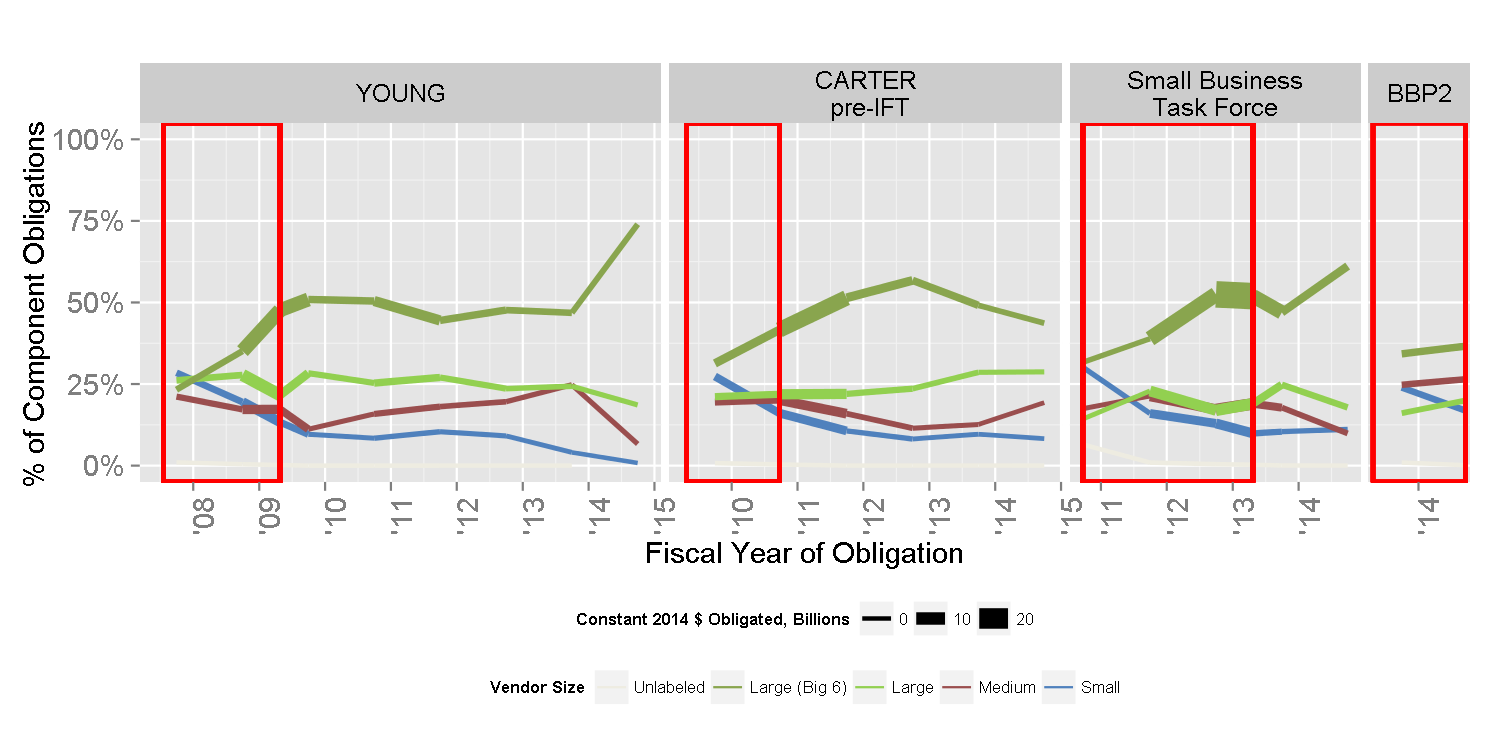 YOUNG
CARTER
pre-IFT
Small Business
Task Force
BBP2
% of Component Obligations
100%
75%
50%
25%
0%
'08 '09 '10 '11 '12 '13 '14 '15
'10 '11 '12 '13 '14 '15
'11 '12 '13 '14
'14
Fiscal Year of Obligation
Constant 2014 $ Obligated, Billions 0 10 20
Vendor Size Unlabeled Large (Big 6) Large Medium Small